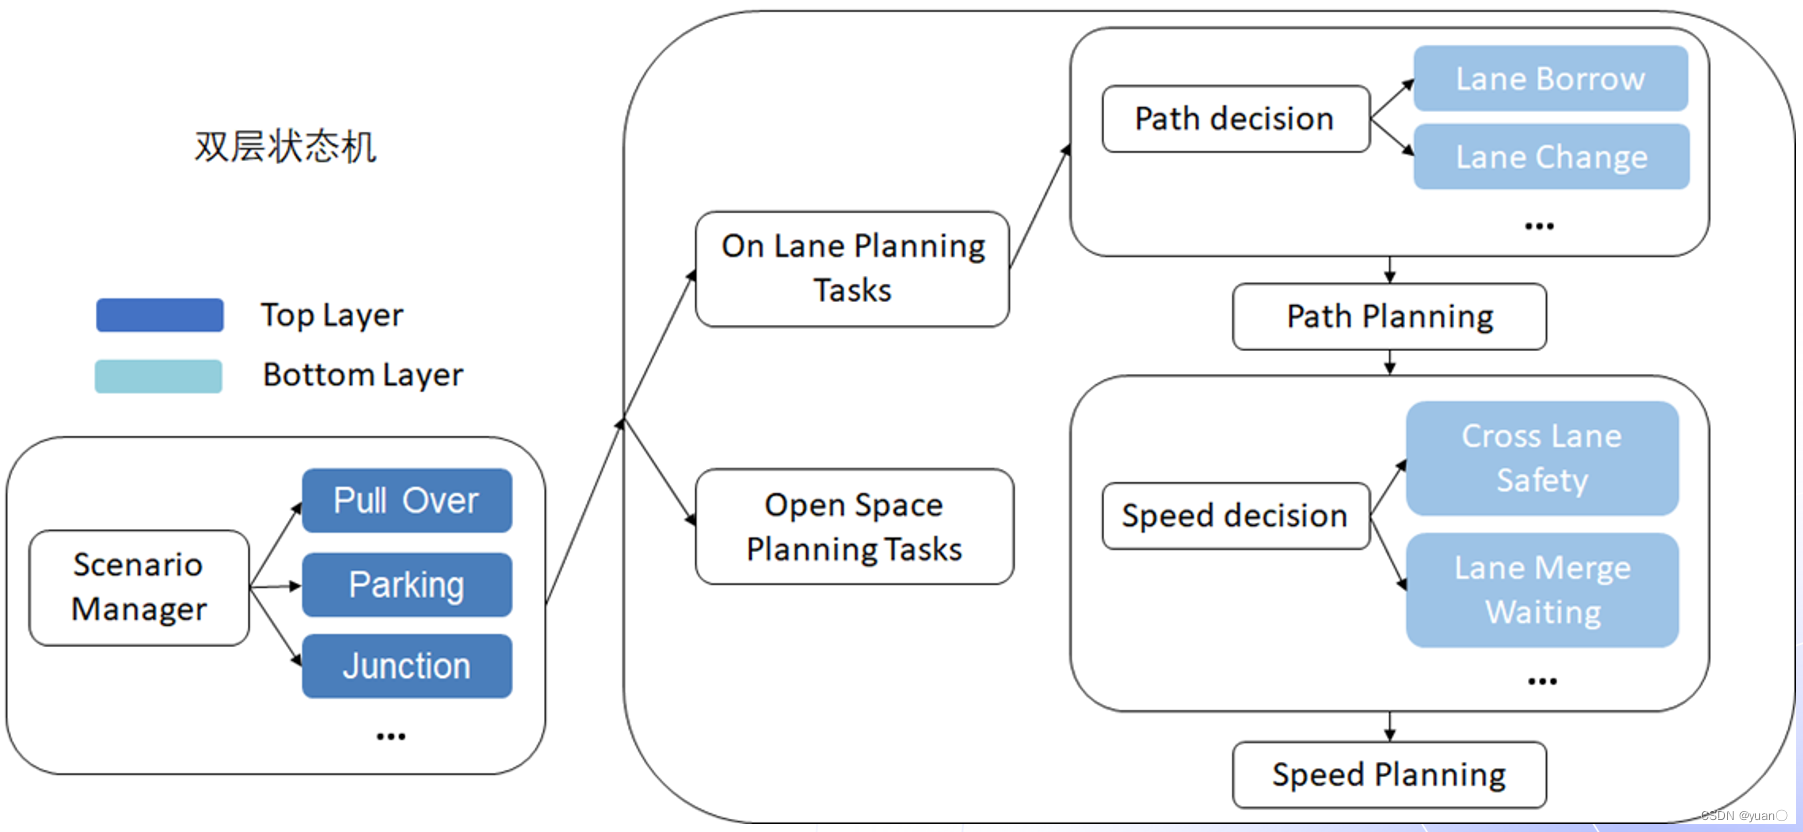 双层状态机
Top Layer
Bottom Layer
Scenario
Manager
Pull Over
Parking
Junction
...
On Lane Planning
Tasks
Open Space
Planning Tasks
Path decision
Lane Borrow
Lane Change
...
Path Planning
Speed decision
Cross Lane
Safety
Lane Merge
Waiting
...
Speed Planning
CSDN @yuan〇